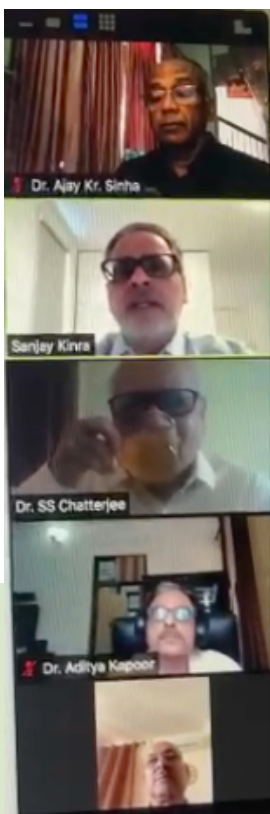 Dr. Ajay Kr. Sinha
Sanjay Kinra
Dr. SS Chatterjee
Dr. Aditya Kapoor